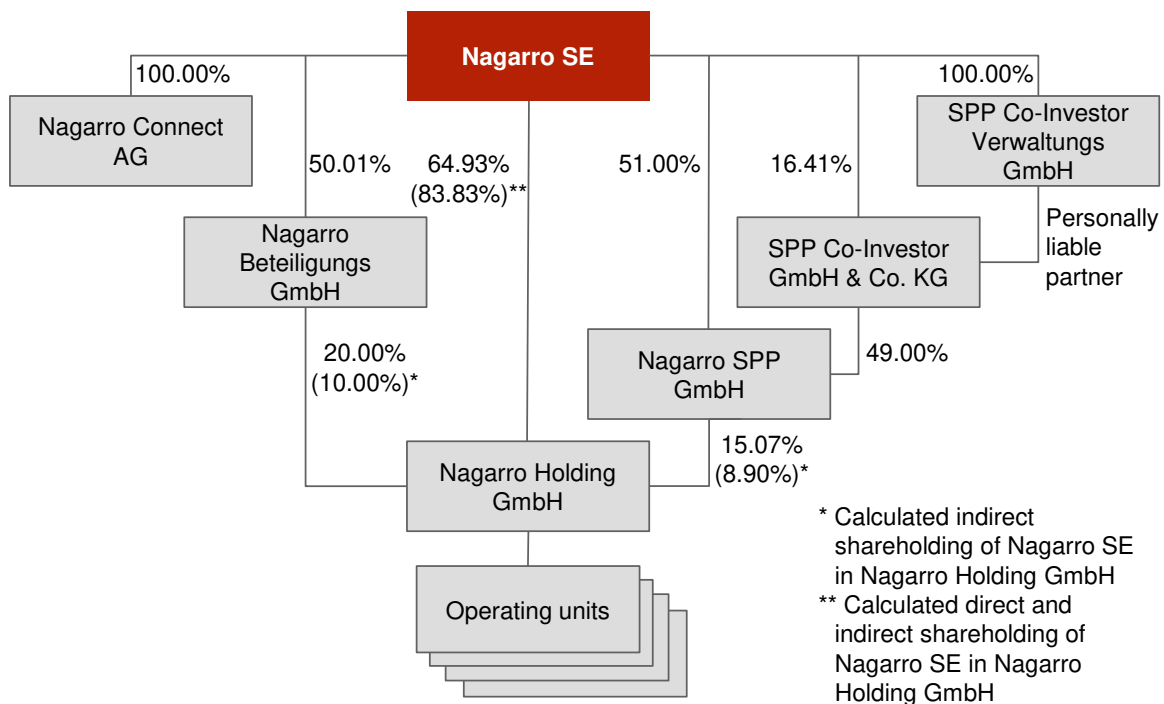 Nagarro SE
100.00%
100.00%
Nagarro Connect
AG
SPP Co-Investor
Verwaltungs
GmbH
50.01%
64.93%
(83.83%)**
51.00%
16.41%
Nagarro
Beteiligungs
GmbH
SPP Co-Investor
GmbH & Co. KG
Personally
liable
partner
20.00%
(10.00%)*
Nagarro SPP
GmbH
49.00%
Nagarro Holding
GmbH
15.07%
(8.90%)*
Operating units
* Calculated indirect
shareholding of Nagarro SE
in Nagarro Holding GmbH
** Calculated direct and
indirect shareholding of
Nagarro SE in Nagarro
Holding GmbH